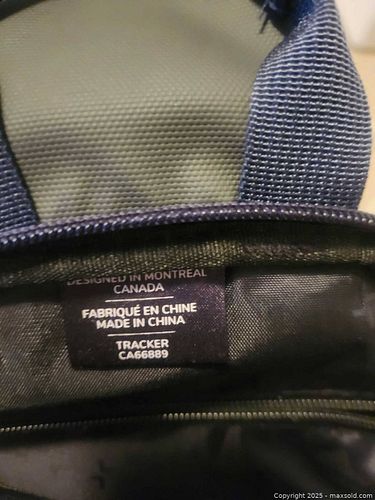 DESIGNED IN MONTREAL
CANADA
FABRIQUÉ EN CHINE
MADE IN CHINA
TRACKER
CA66889
Copyright 2025 - maxsold.com